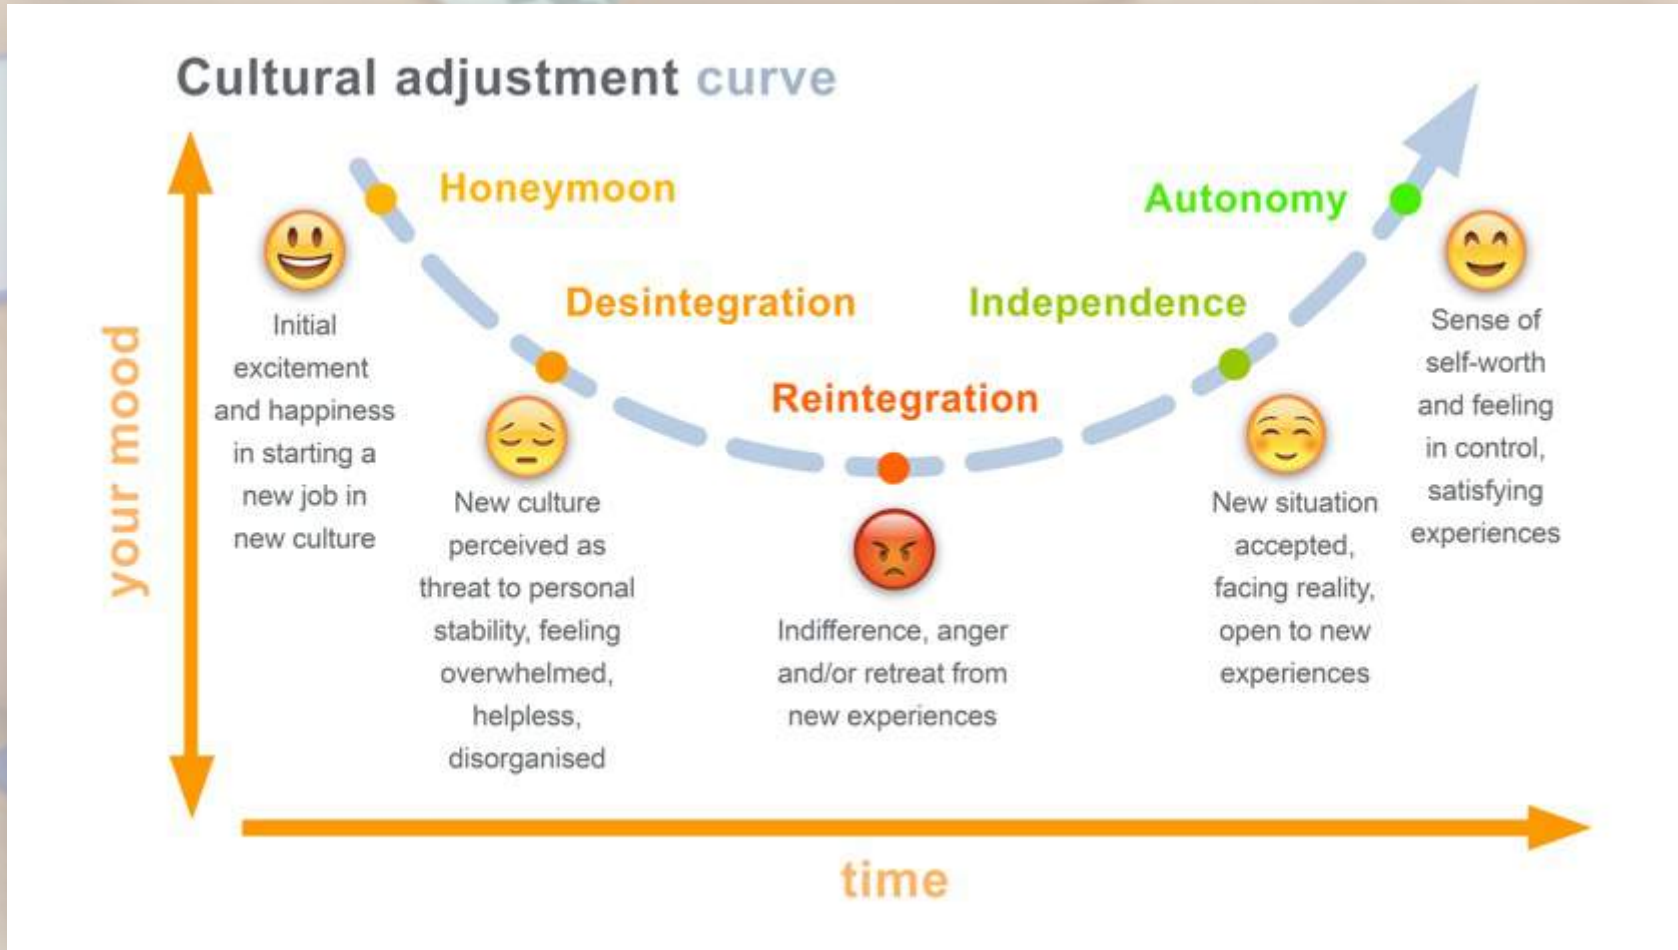 Cultural adjustment curve
your mood
Honeymoon
Initial
excitement
and happiness
in starting a
new job in
new culture
Desintegration
New culture
perceived as
threat to personal
stability, feeling
overwhelmed,
helpless,
disorganised
Reintegration
Indifference, anger
and/or retreat from
new experiences
Independence
New situation
accepted,
facing reality,
open to new
experiences
Autonomy
Sense of
self-worth
and feeling
in control,
satisfying
experiences
time